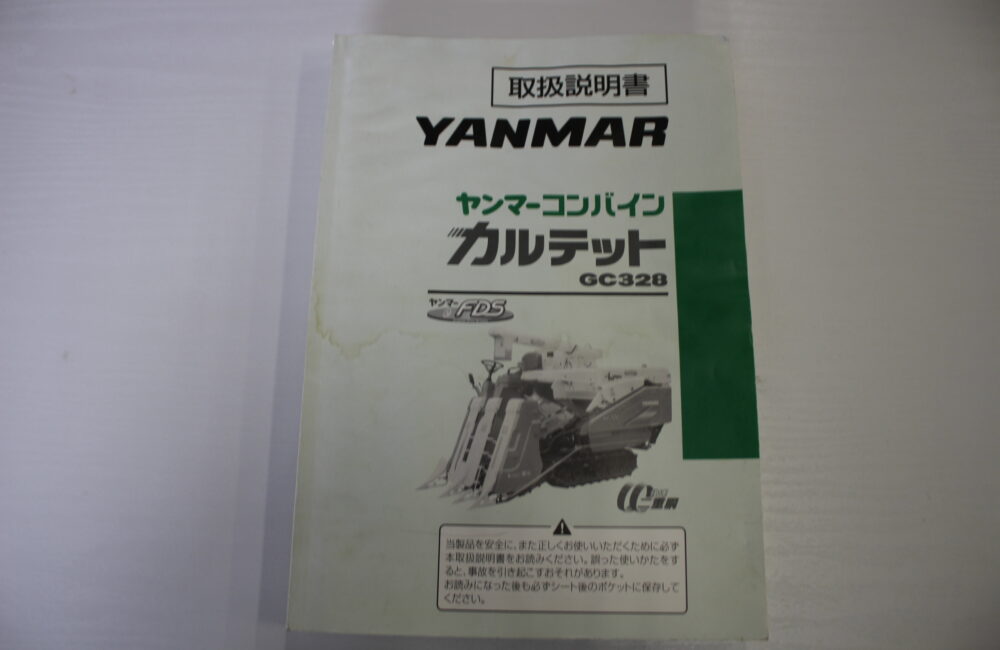 取扱説明書
YANMAR
ヤンマーコンバイン
カルテット
GC328
ヤンマー FDS
当製品を安全に、また正しくお使いいただくために必ず
本取扱説明書をお読みください。誤った使いかたをす
ると、事故を引き起こすおそれがあります。
お読みになった後も必ずシート後のポケットに保存して
ください。